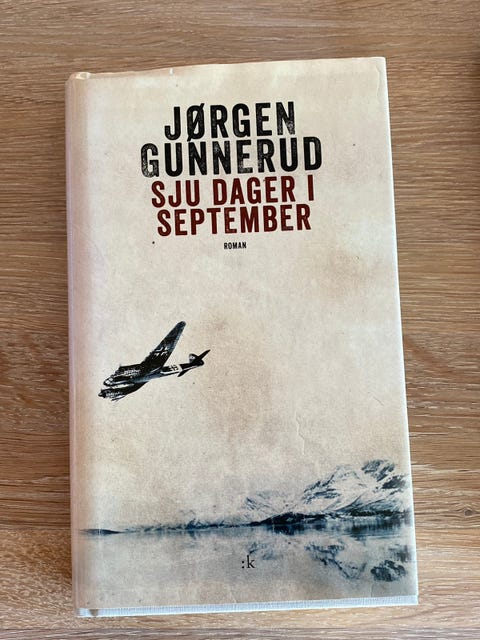 JØRGEN
GUNNERUD
SJU DAGER I
SEPTEMBER
ROMAN
:k